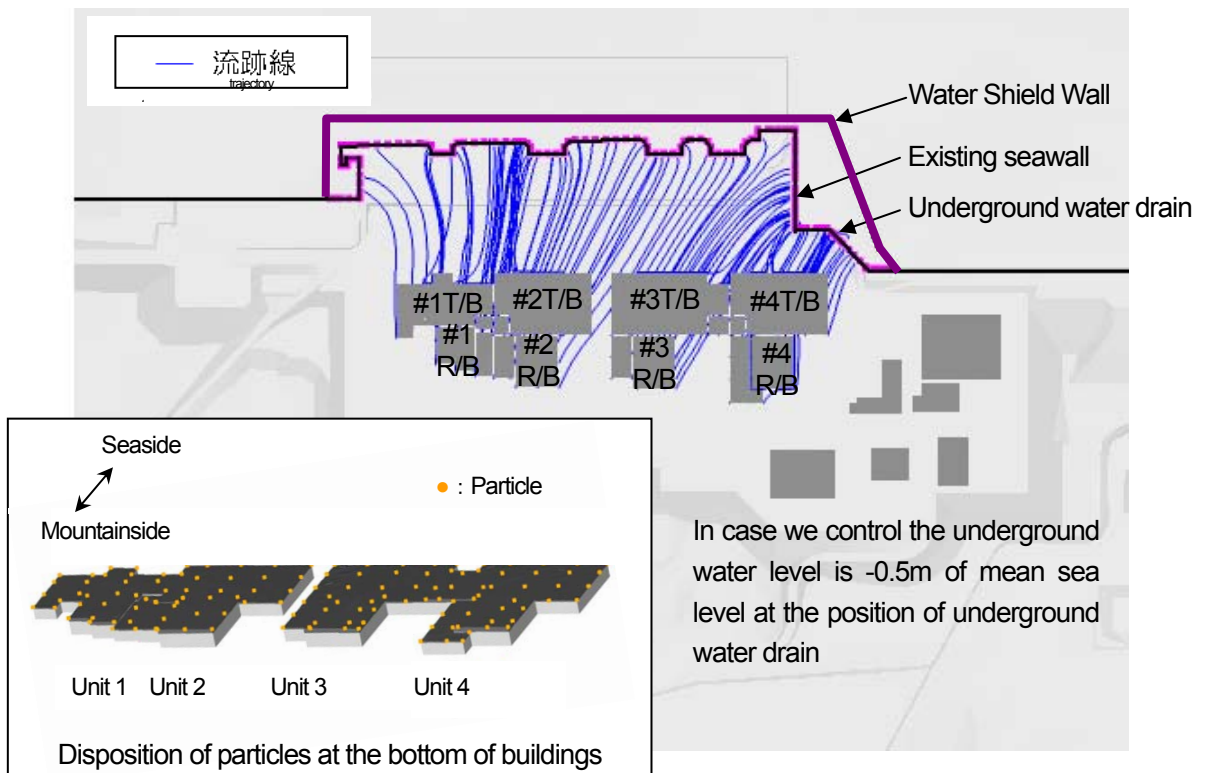 流跡線
trajectory
Water Shield Wall
Existing seawall
Underground water drain
#1T/B
#2T/B
#3T/B
#4T/B
#1
R/B
#2
R/B
#3
R/B
#4
R/B
Seaside
Mountainside
: Particle
Unit 1
Unit 2
Unit 3
Unit 4
Disposition of particles at the bottom of buildings
In case we control the underground
water level is -0.5m of mean sea
level at the position of underground
water drain